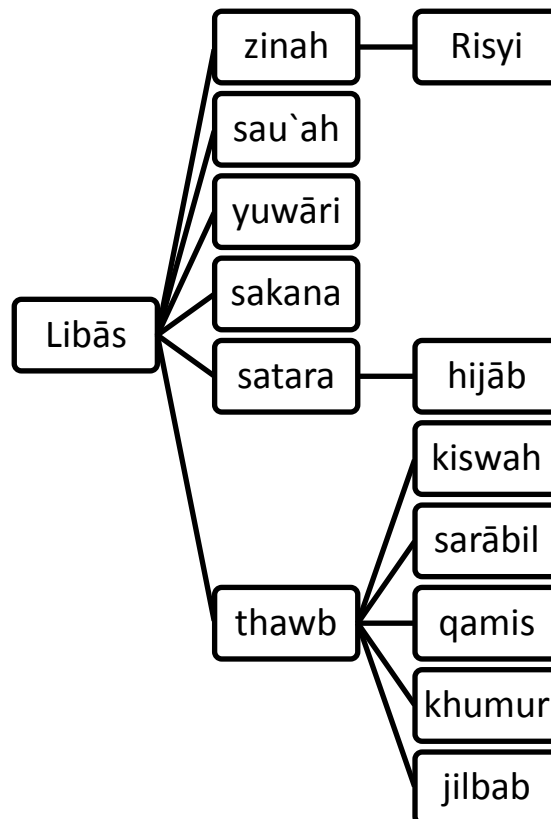 zinah
Risyi
sau`ah
yuwāri
sakana
Libās
satara
hijāb
kiswah
sarābil
thawb
qamis
khumur
jilbab